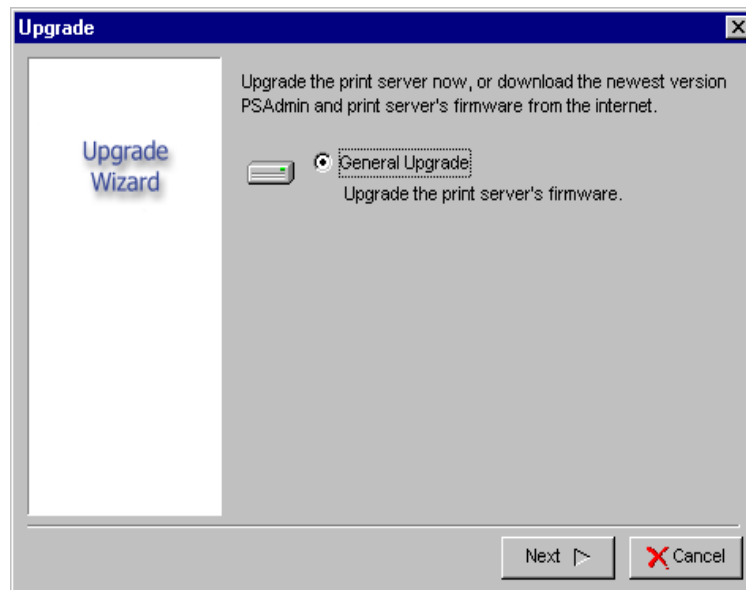 Upgrade
Upgrade the print server now, or download the newest version
PSAdmin and print server's firmware from the internet.
Upgrade
Wizard
General Upgrade
Upgrade the print server's firmware.
Next
Cancel